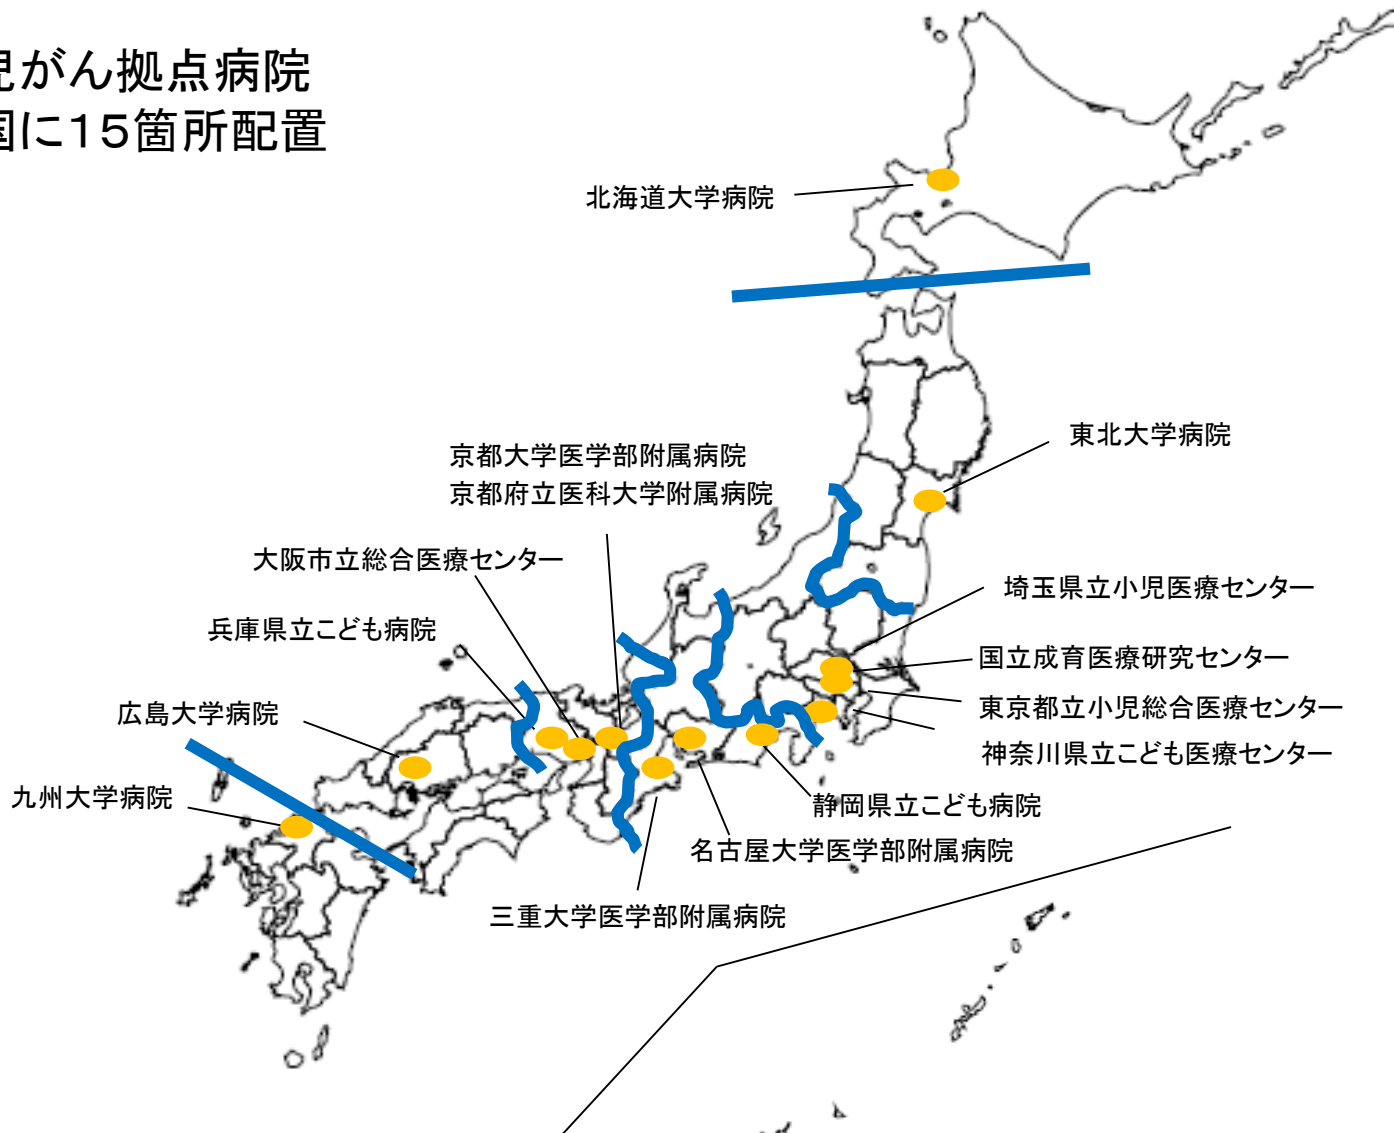 児がん拠点病院
国に15箇所配置
北海道大学病院
東北大学病院
京都大学医学部附属病院
京都府立医科大学附属病院
大阪市立総合医療センター
埼玉県立小児医療センター
兵庫県立こども病院
国立成育医療研究センター
広島大学病院
東京都立小児総合医療センター
神奈川県立こども医療センター
九州大学病院
静岡県立こども病院
名古屋大学医学部附属病院
三重大学医学部附属病院